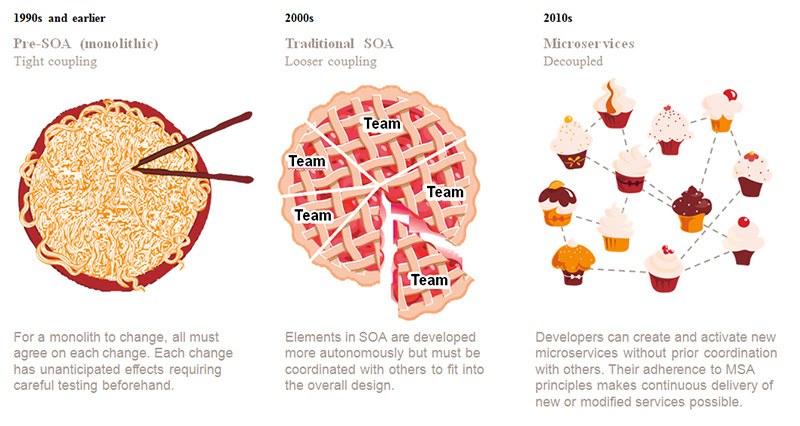 1990s and earlier
Pre-SOA (monolithic)
Tight coupling
For a monolith to change, all must
agree on each change. Each change
has unanticipated effects requiring
careful testing beforehand.
2000s
Traditional SOA
Looser coupling
Team
Team
Team
Team
Team
Elements in SOA are developed
more autonomously but must be
coordinated with others to fit into
the overall design.
2010s
Microservices
Decoupled
Developers can create and activate new
microservices without prior coordination
with others. Their adherence to MSA
principles makes continuous delivery of
new or modified services possible.